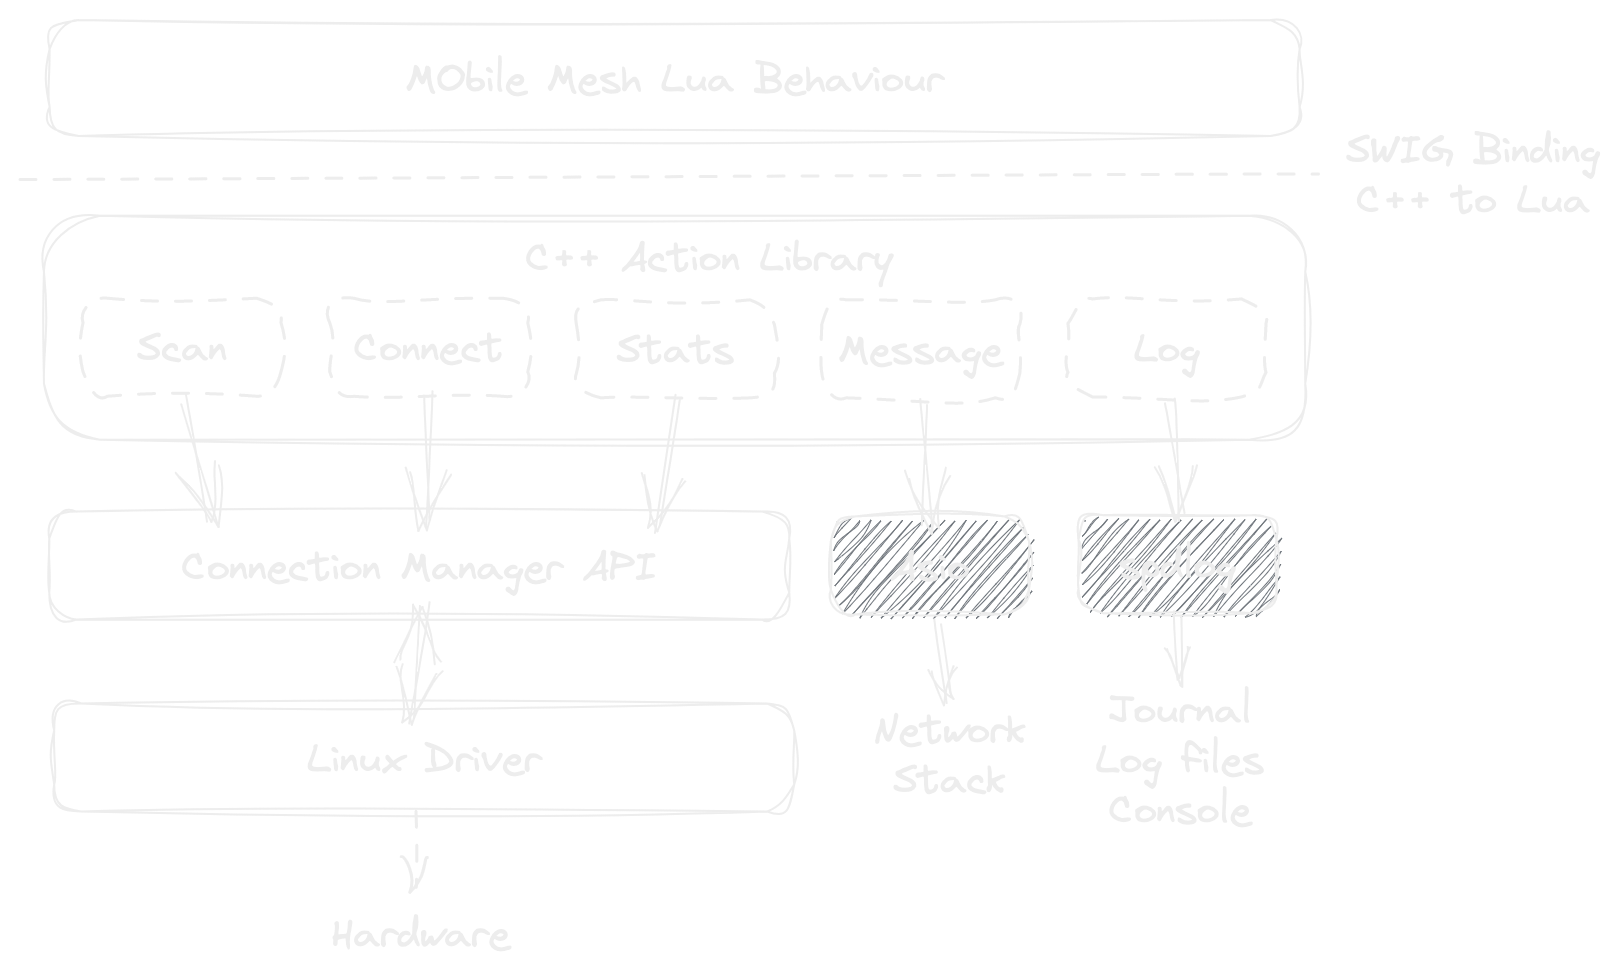 MObile Mesh Lua Behaviour
SWIG Binding
C++ to Lua
C++ Action Library
Scan
Connect
Stats
Message
Log
Connection Manager API
Asio
spdlog
Linux Driver
Network
Stack
Journal
Log files
Console
Hardware